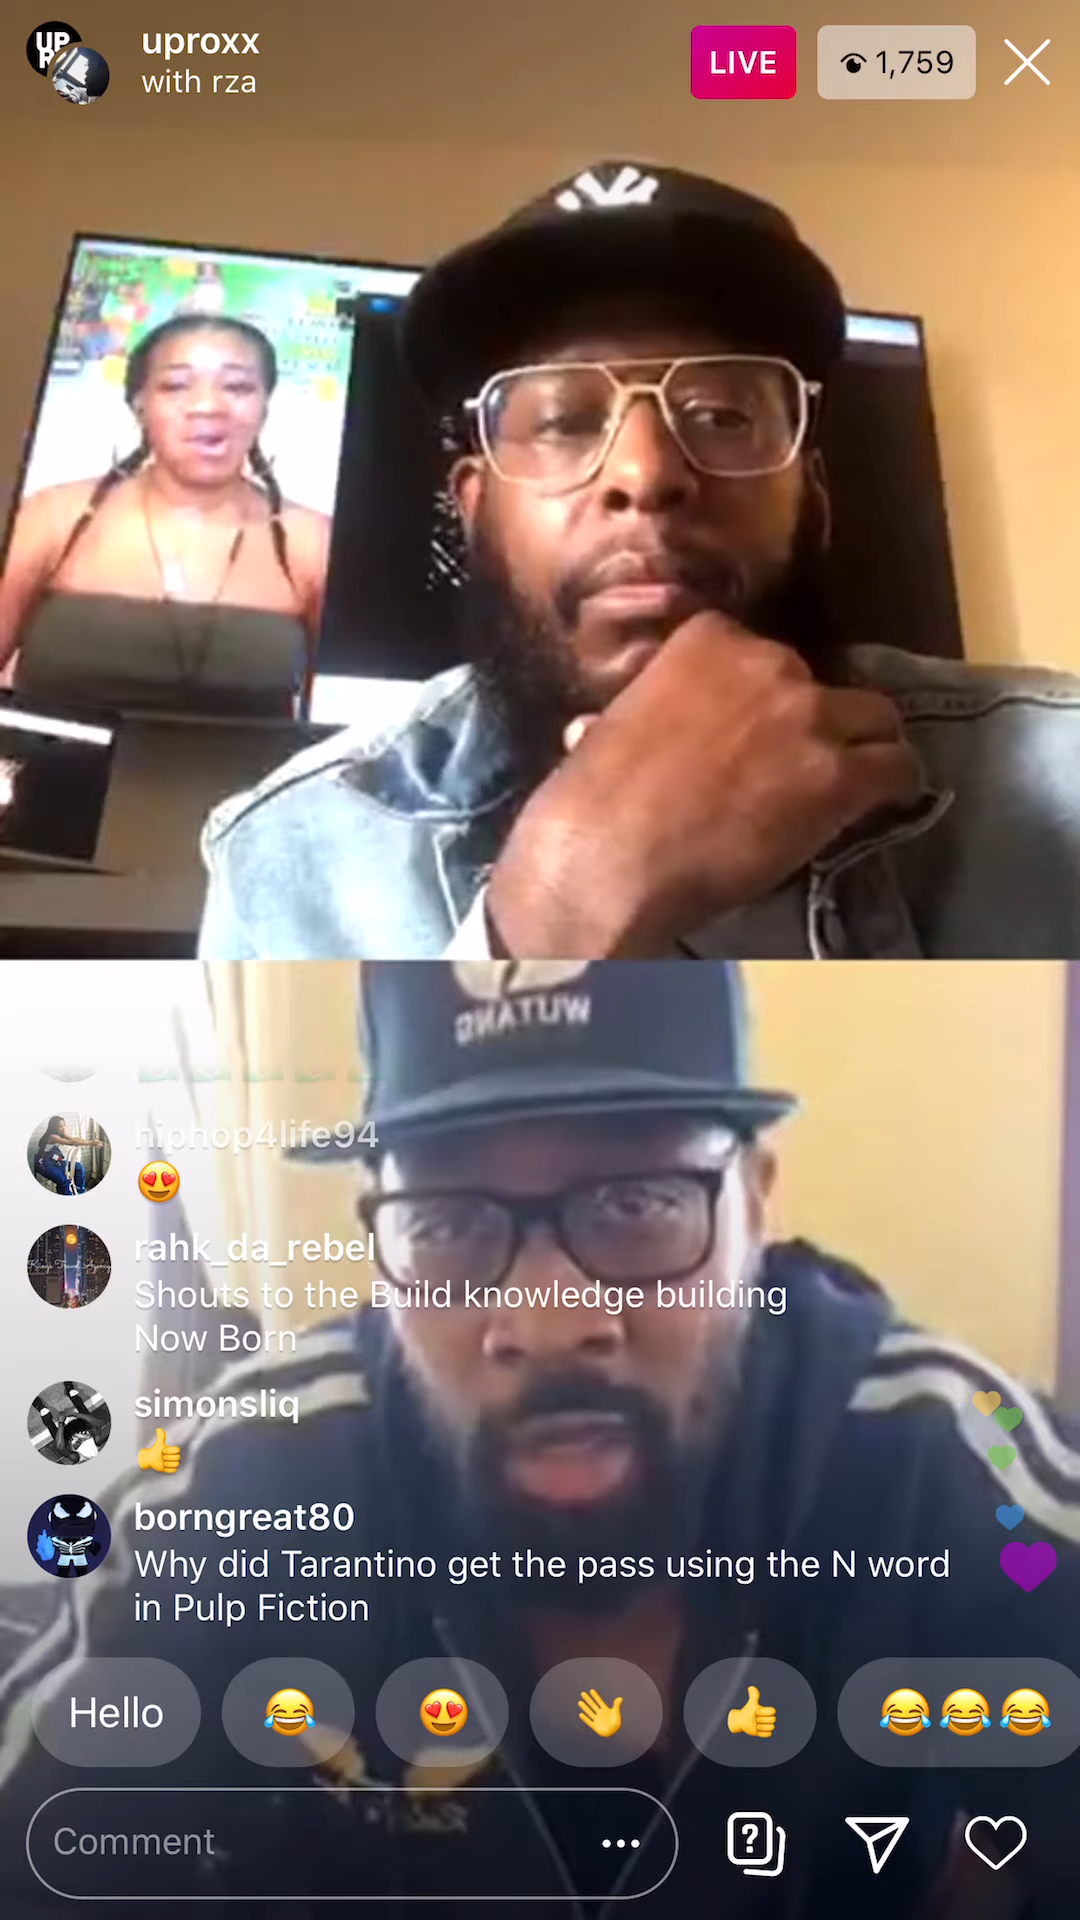 UP
R
uproxx
with rza
LIVE
1,759
WUTANG
hiphop4life94
😍
rahk_da_rebel
Shouts to the Build knowledge building
Now Born
simonsliq
👍
borngreat80
Why did Tarantino get the pass using the N word
in Pulp Fiction
Hello 😂 😍 👋 👍 😂😂😂
Comment